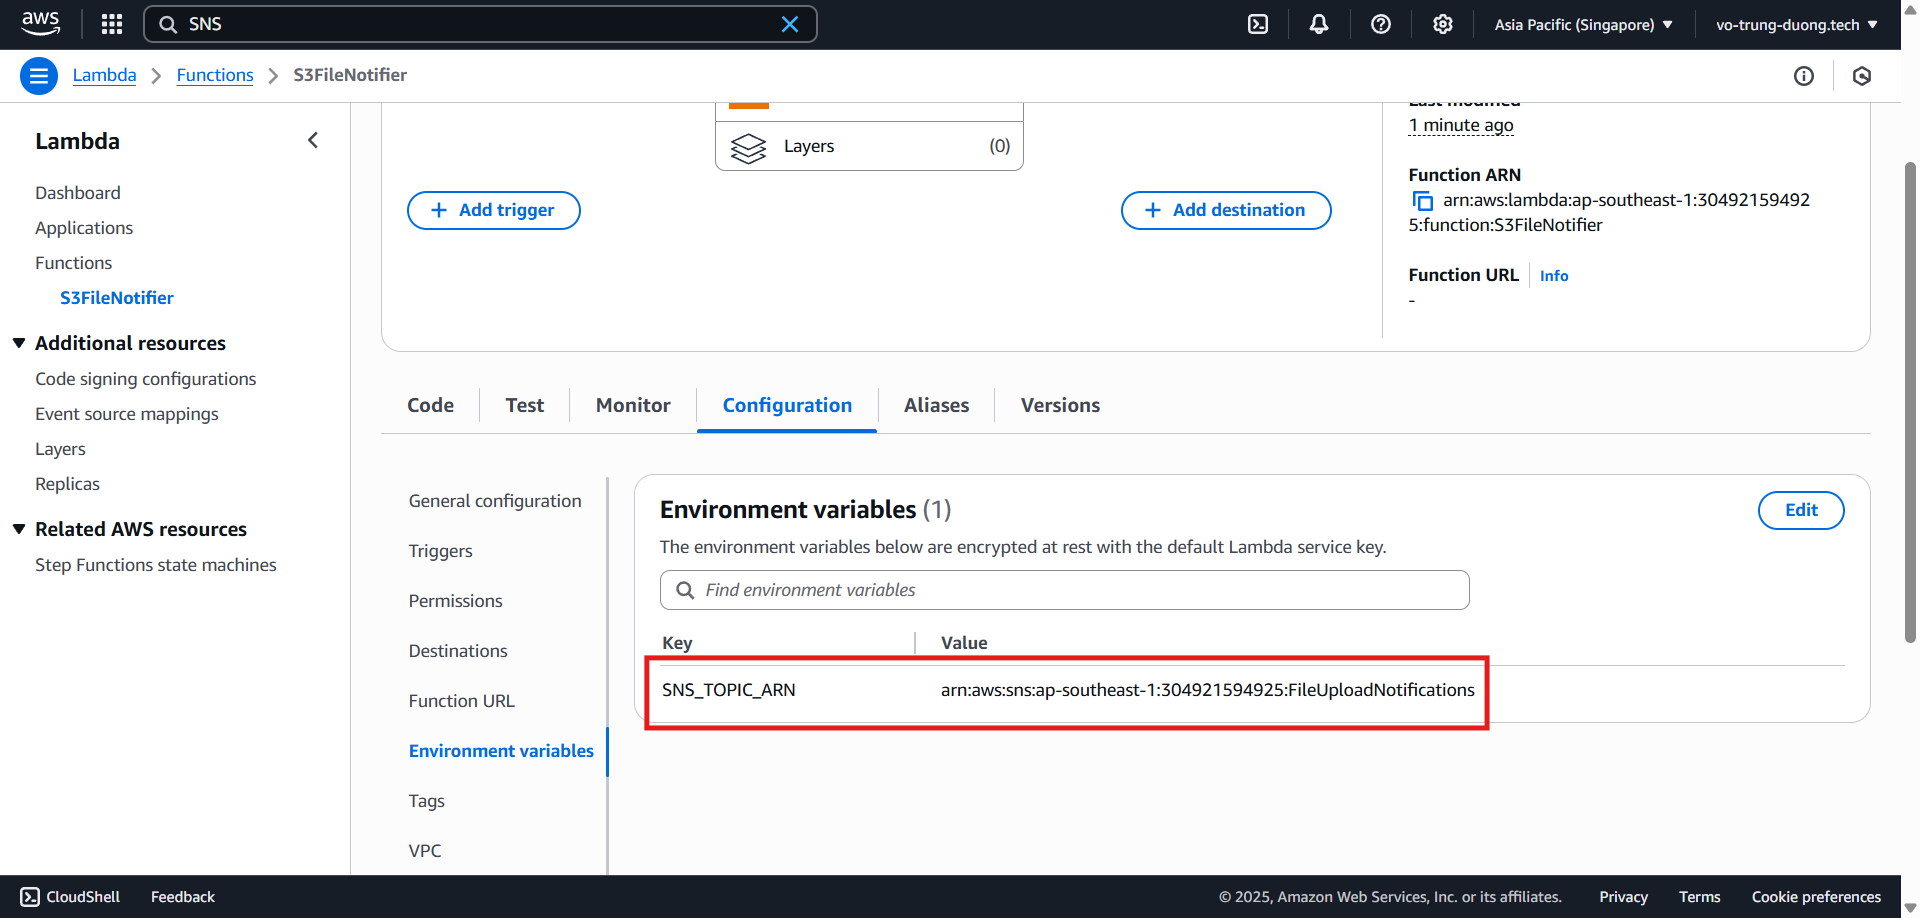 aws
SNS
Asia Pacific (Singapore)
vo-trung-duong.tech
Lambda
Functions
S3FileNotifier
Lambda
Dashboard
Applications
Functions
S3FileNotifier
Additional resources
Code signing configurations
Event source mappings
Layers
Replicas
Related AWS resources
Step Functions state machines
Layers
(0)
Add trigger
Add destination
Last modified
1 minute ago
Function ARN
arn:aws:lambda:ap-southeast-1:30492159492
5:function:S3FileNotifier
Function URL
Info
-
Code
Test
Monitor
Configuration
Aliases
Versions
General configuration
Triggers
Permissions
Destinations
Function URL
Environment variables
Tags
VPC
Environment variables (1)
Edit
The environment variables below are encrypted at rest with the default Lambda service key.
Find environment variables
Key
Value
SNS_TOPIC_ARN
arn:aws:sns:ap-southeast-1:304921594925:FileUploadNotifications
CloudShell
Feedback
© 2025, Amazon Web Services, Inc. or its affiliates.
Privacy
Terms
Cookie preferences